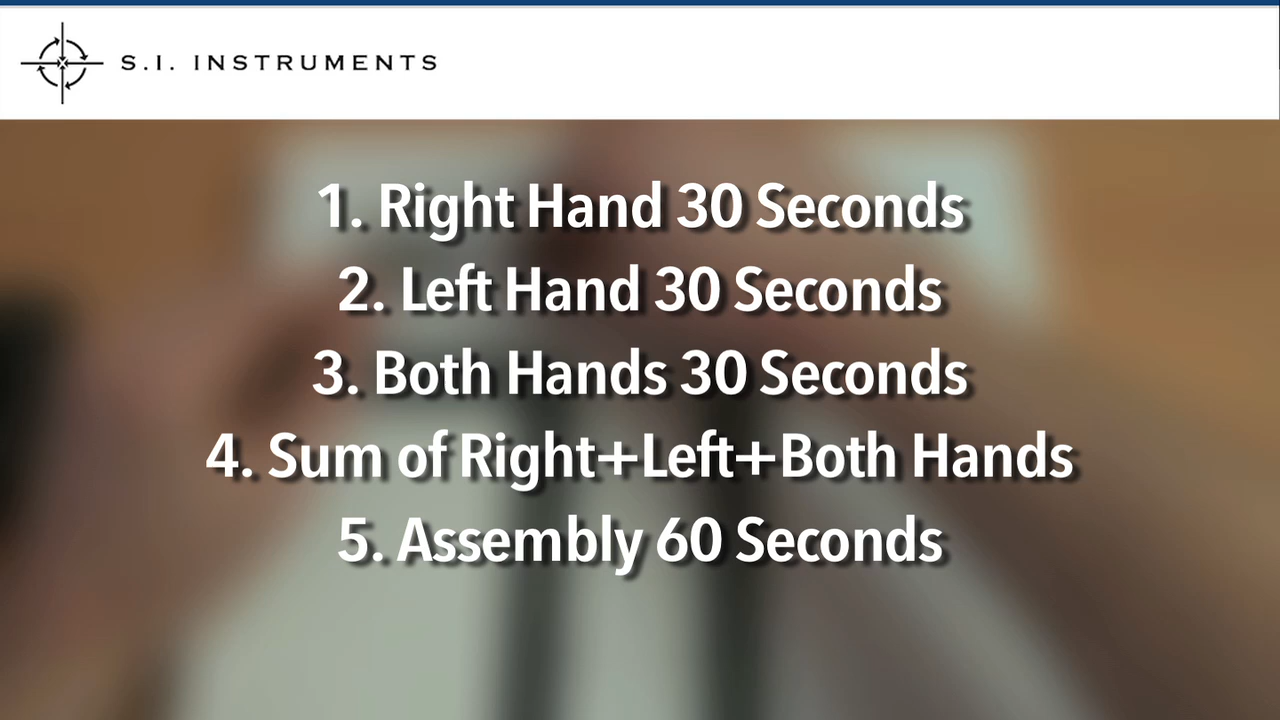 S.I. INSTRUMENTS
1. Right Hand 30 Seconds
2. Left Hand 30 Seconds
3. Both Hands 30 Seconds
4. Sum of Right+Left+Both Hands
5. Assembly 60 Seconds